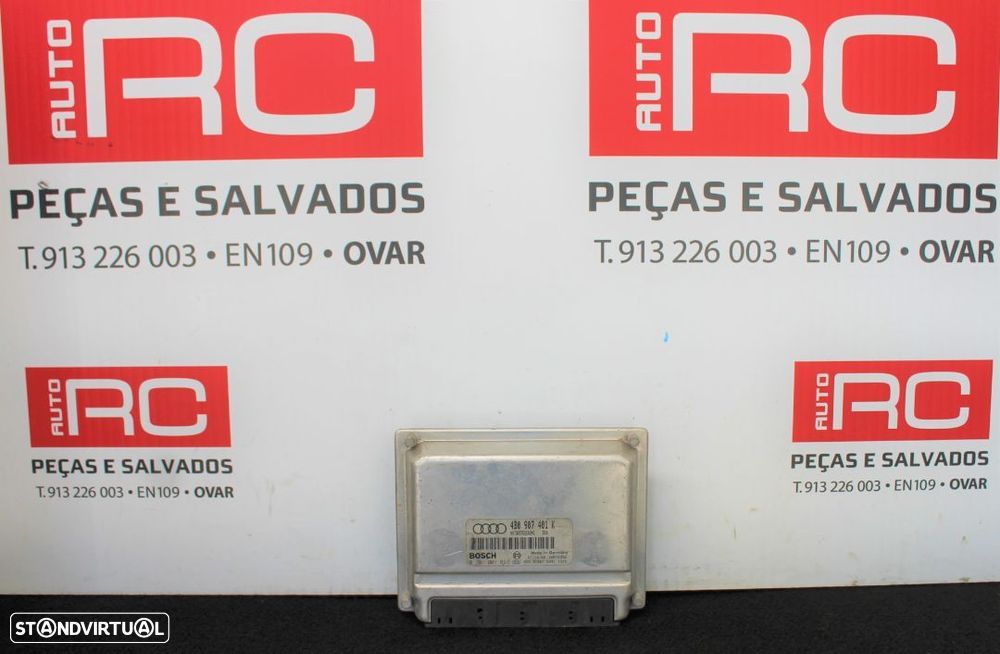 AUTO RC
PEÇAS E SALVADOS
T. 913 226 003 • EN109 • OVAR
AUTO RC
PEÇAS E SALVADOS
T. 913 226 003 • EN109 • OVAR
AUTO RC
PEÇAS E SALVADOS
T. 913 226 003 • EN109 • OVAR
AUTO RC
PEÇAS E SALVADOS
T. 913 226 003 • EN109 • OVAR
4B0 907 401 K
BOSCH
Made in Germany
STANDVIRTUAL